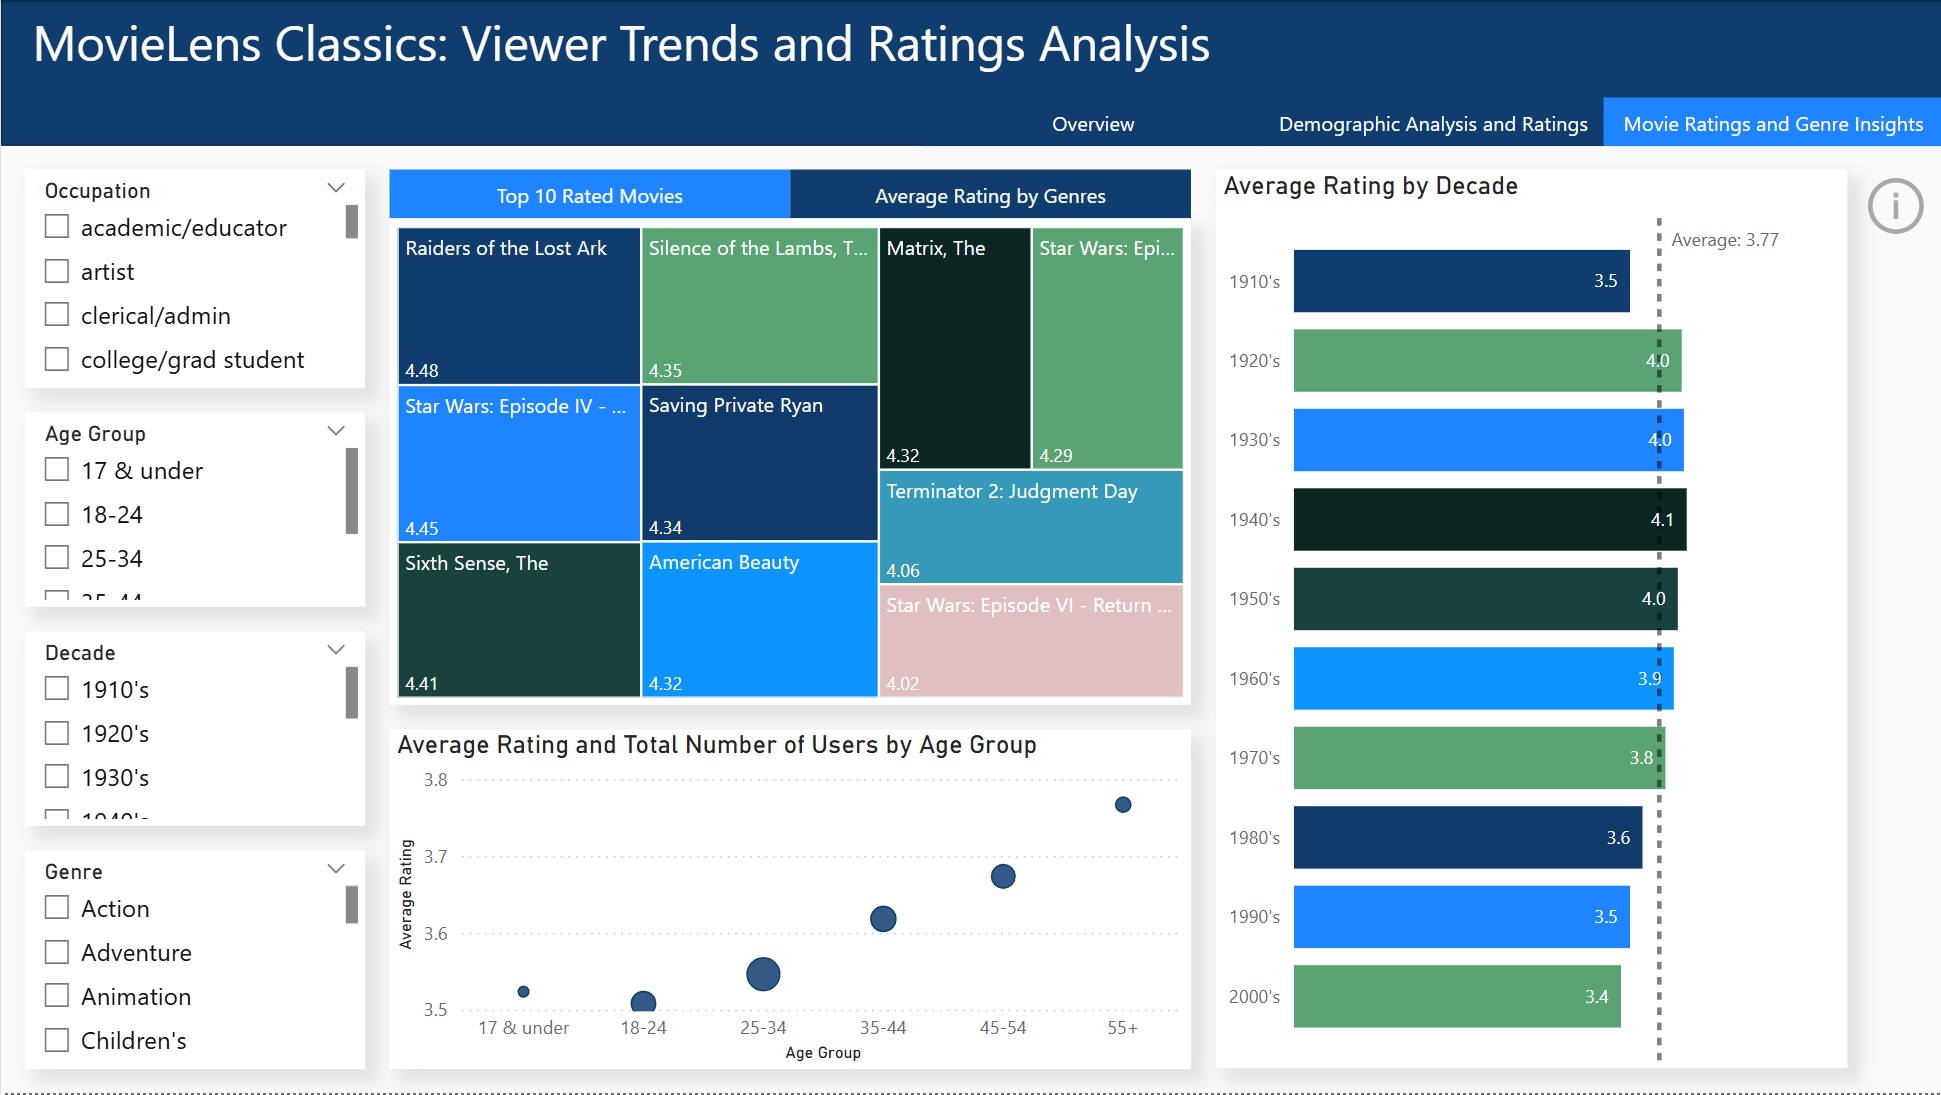 MovieLens Classics: Viewer Trends and Ratings Analysis
Overview
Demographic Analysis and Ratings
Movie Ratings and Genre Insights
Occupation
academic/educator
artist
clerical/admin
college/grad student
Age Group
17 & under
18-24
25-34
35-44
Decade
1910's
1920's
1930's
1940's
Genre
Action
Adventure
Animation
Children's
Top 10 Rated Movies
Average Rating by Genres
Raiders of the Lost Ark
4.48
Silence of the Lambs, T...
4.35
Matrix, The
4.32
Star Wars: Epi...
4.29
Star Wars: Episode IV - ...
4.45
Saving Private Ryan
4.34
Terminator 2: Judgment Day
4.06
Sixth Sense, The
4.41
American Beauty
4.32
Star Wars: Episode VI - Return ...
4.02
Average Rating and Total Number of Users by Age Group
Average Rating
3.8
3.7
3.6
3.5
17 & under
18-24
25-34
35-44
45-54
55+
Age Group
Average Rating by Decade
Average: 3.77
1910's
3.5
1920's
4.0
1930's
4.0
1940's
4.1
1950's
4.0
1960's
3.9
1970's
3.8
1980's
3.6
1990's
3.5
2000's
3.4
i